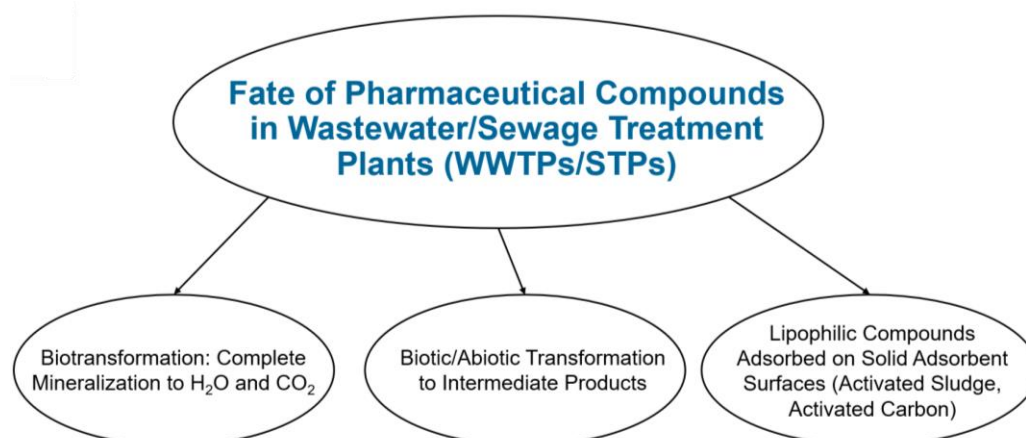 Fate of Pharmaceutical Compounds
in Wastewater/Sewage Treatment
Plants (WWTPs/STPs)
Biotransformation: Complete
Mineralization to H₂O and CO₂
Biotic/Abiotic Transformation
to Intermediate Products
Lipophilic Compounds
Adsorbed on Solid Adsorbent
Surfaces (Activated Sludge,
Activated Carbon)